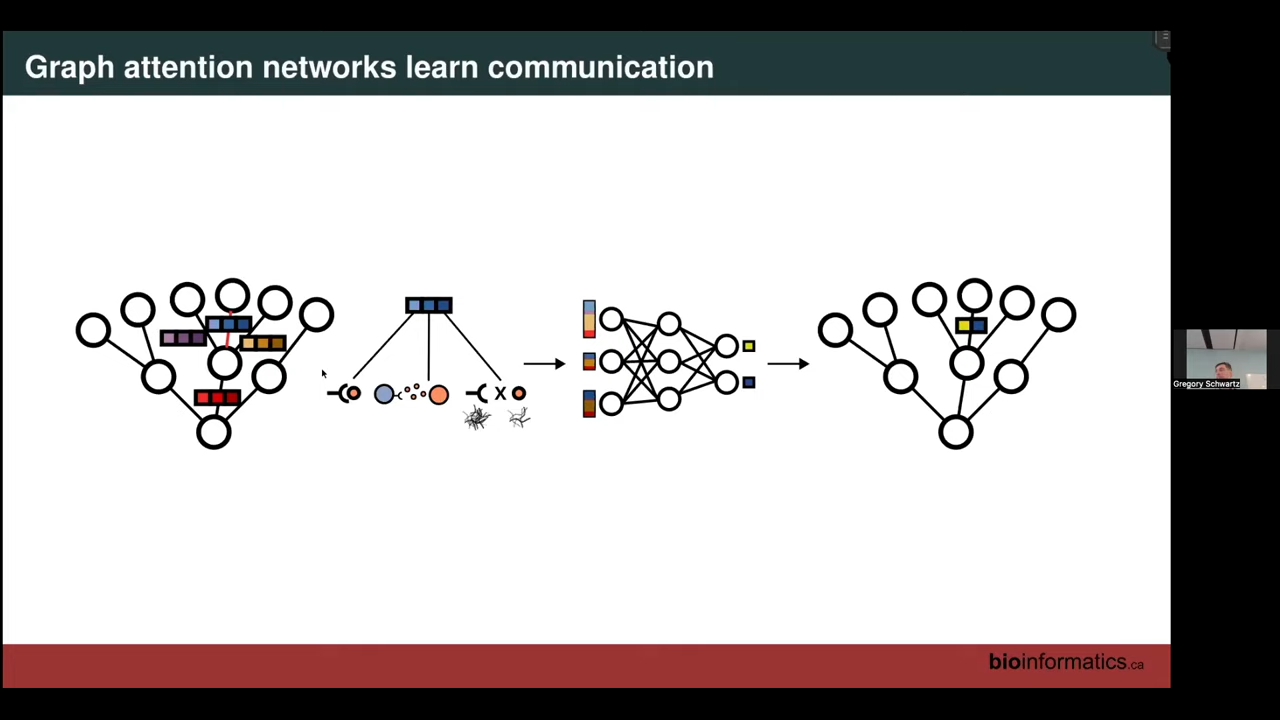 Graph attention networks learn communication
X
Gregory Schwartz
bioinformatics.ca